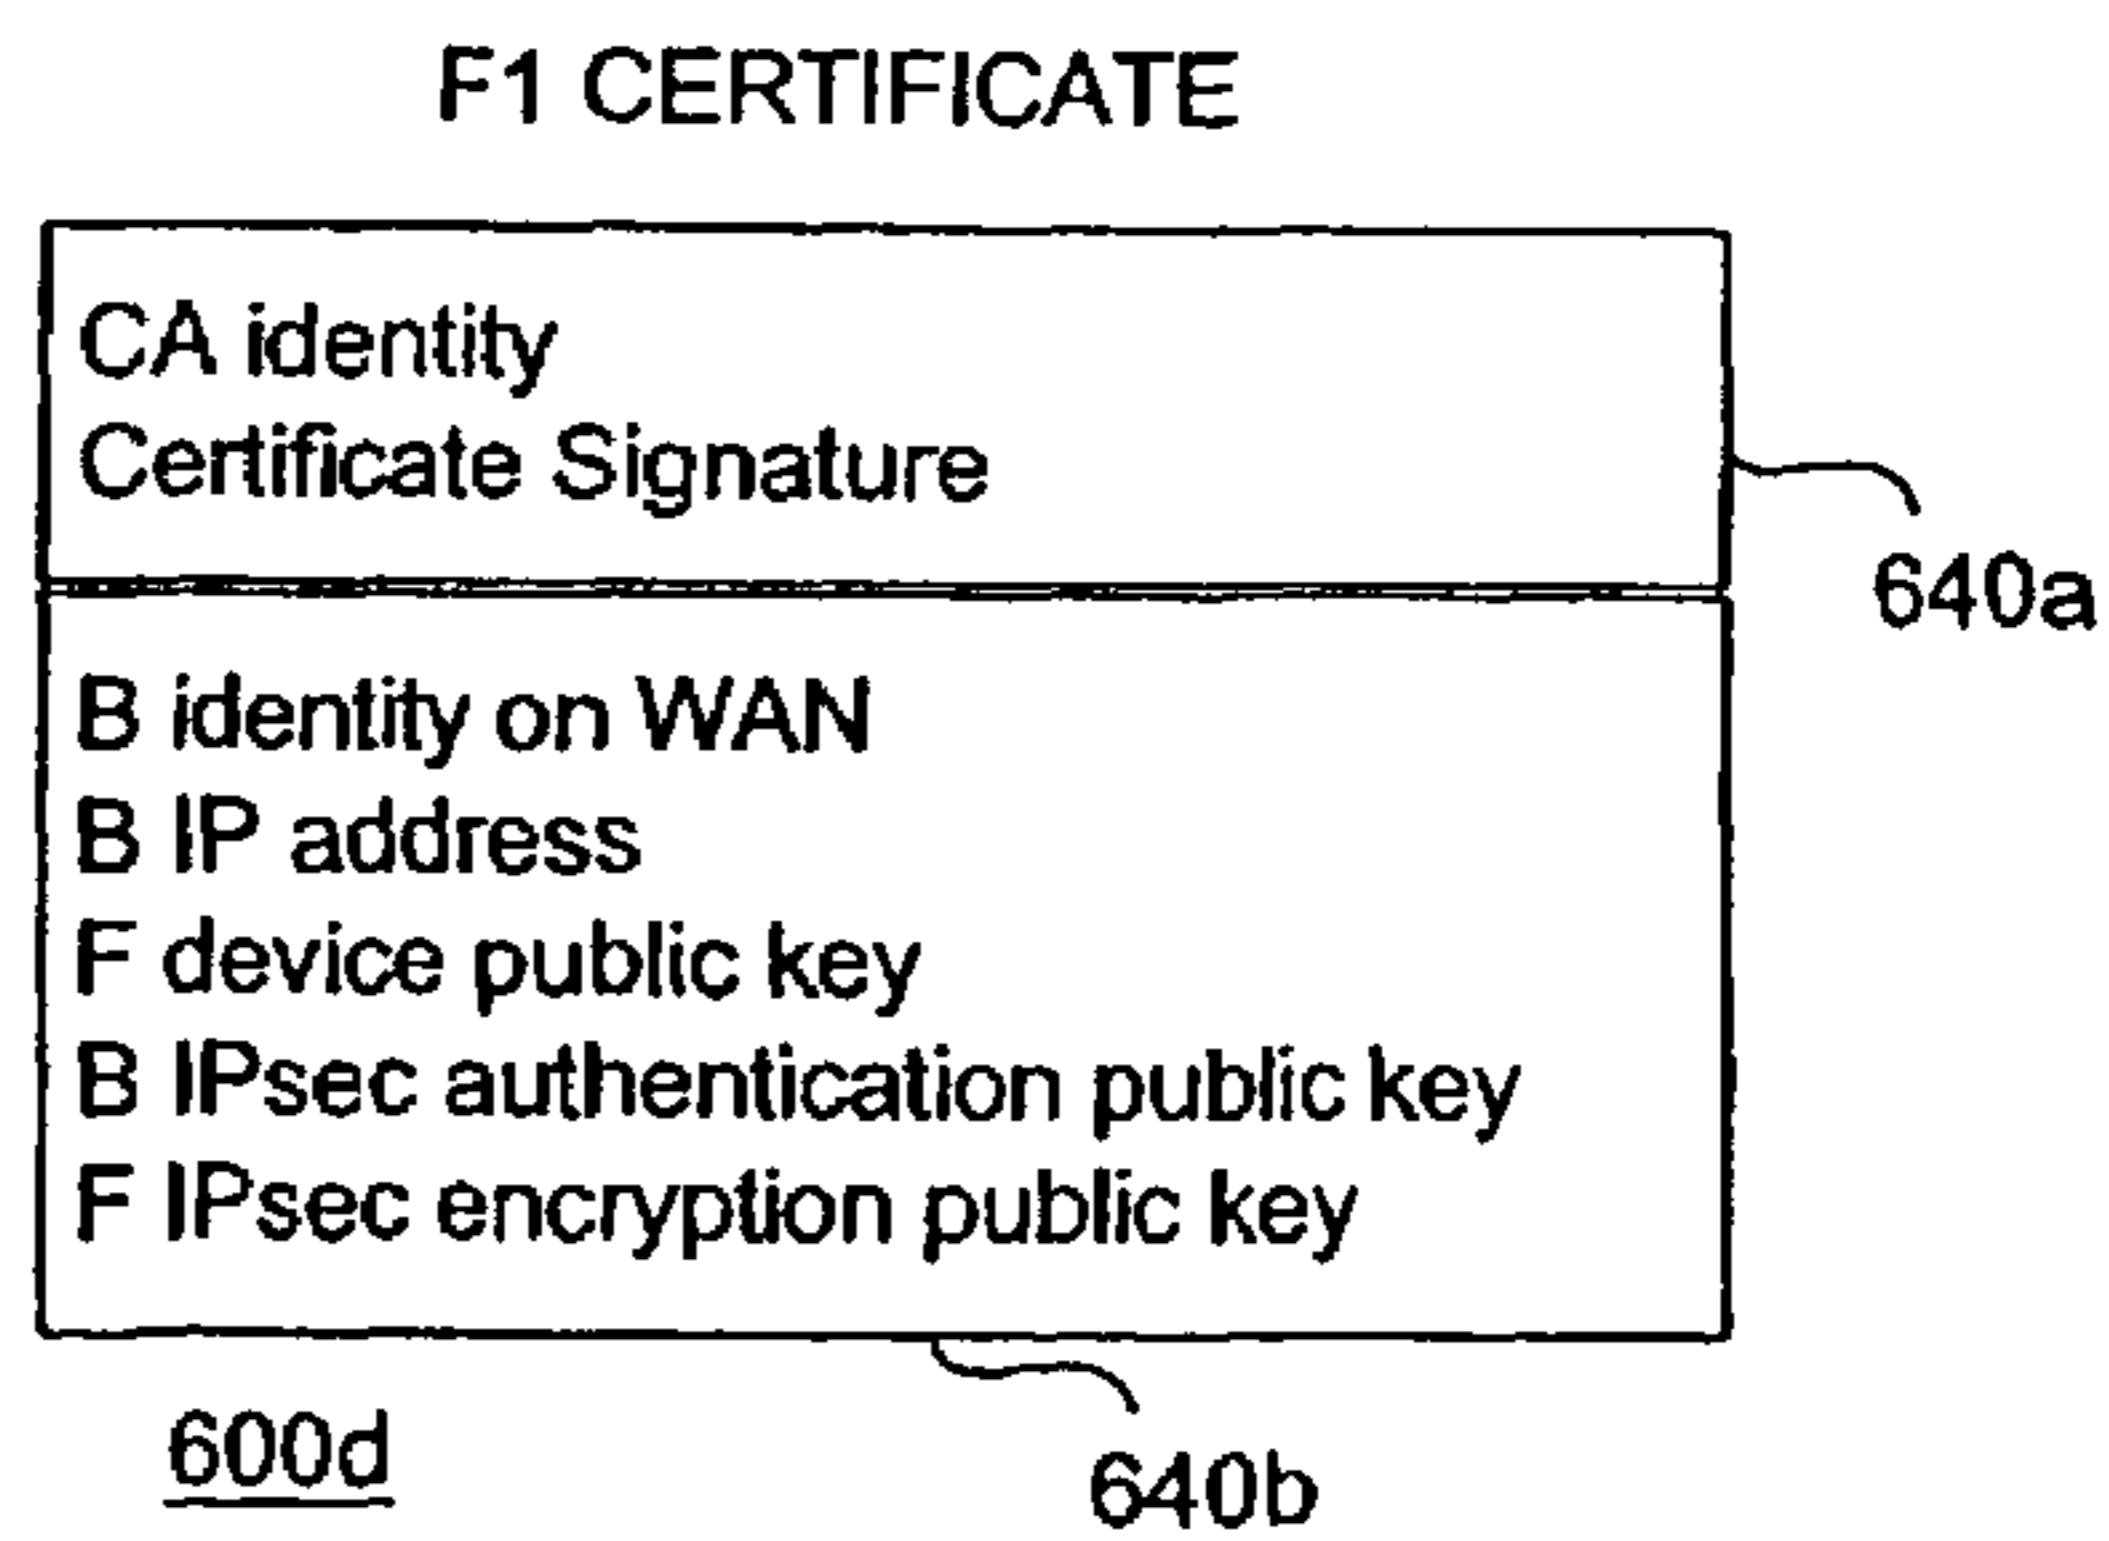 F1 CERTIFICATE
CA identity
Certificate Signature
640a
B identity on WAN
B IP address
F device public key
B IPsec authentication public key
F IPsec encryption public key
600d
640b